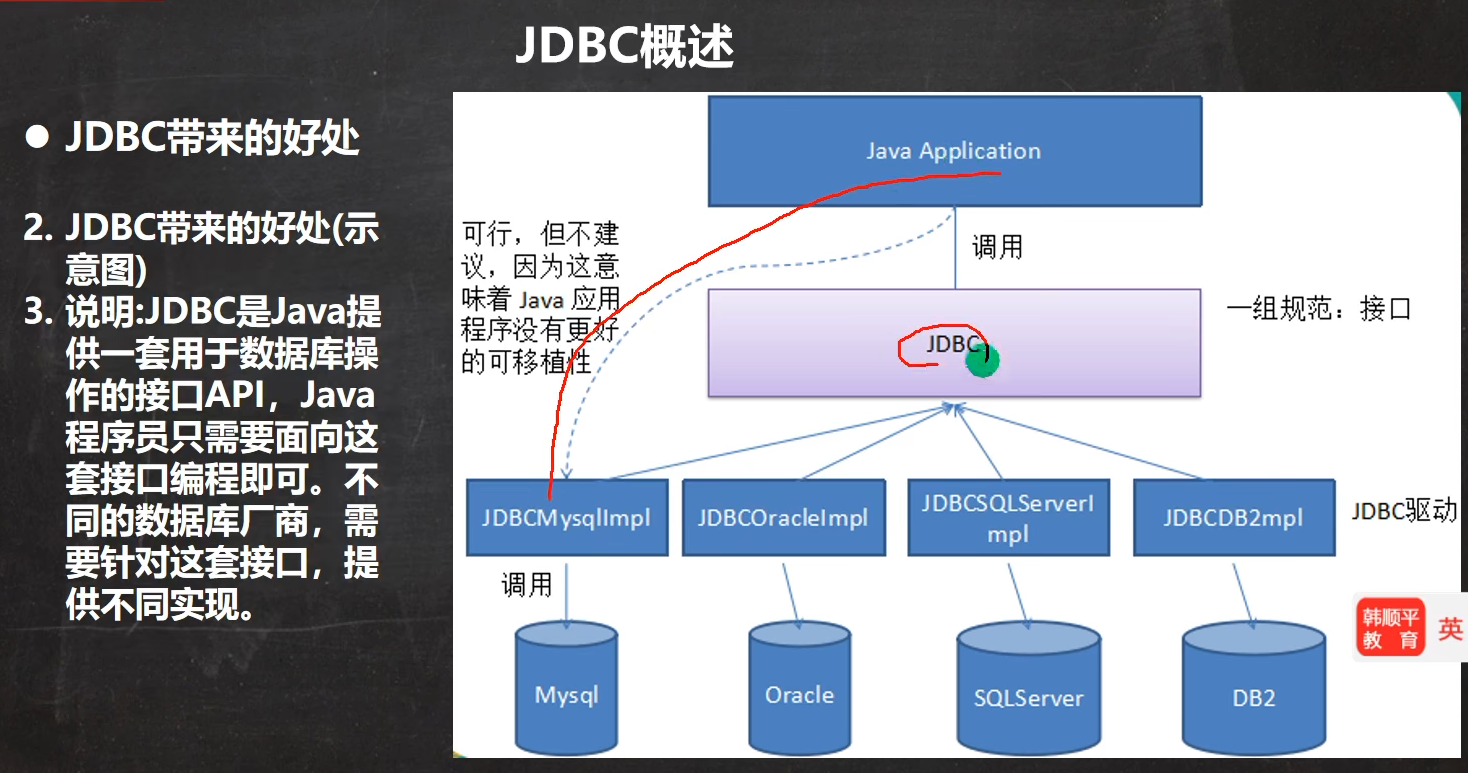 JDBC概述
● JDBC带来的好处
2. JDBC带来的好处(示
意图)
3. 说明:JDBC是Java提
供一套用于数据库操
作的接口API，Java
程序员只需要面向这
套接口编程即可。不
同的数据库厂商，需
要针对这套接口，提
供不同实现。
Java Application
可行，但不建
议，因为这意
味着 Java 应用
程序没有更好
的可移植性
调用
JDBC
一组规范：接口
JDBCMysqlImpl
JDBCOracleImpl
JDBCSQLServerI
mpl
JDBCDB2mpl
JDBC驱动
调用
Mysql
Oracle
SQLServer
DB2
韩顺平
教 育
英